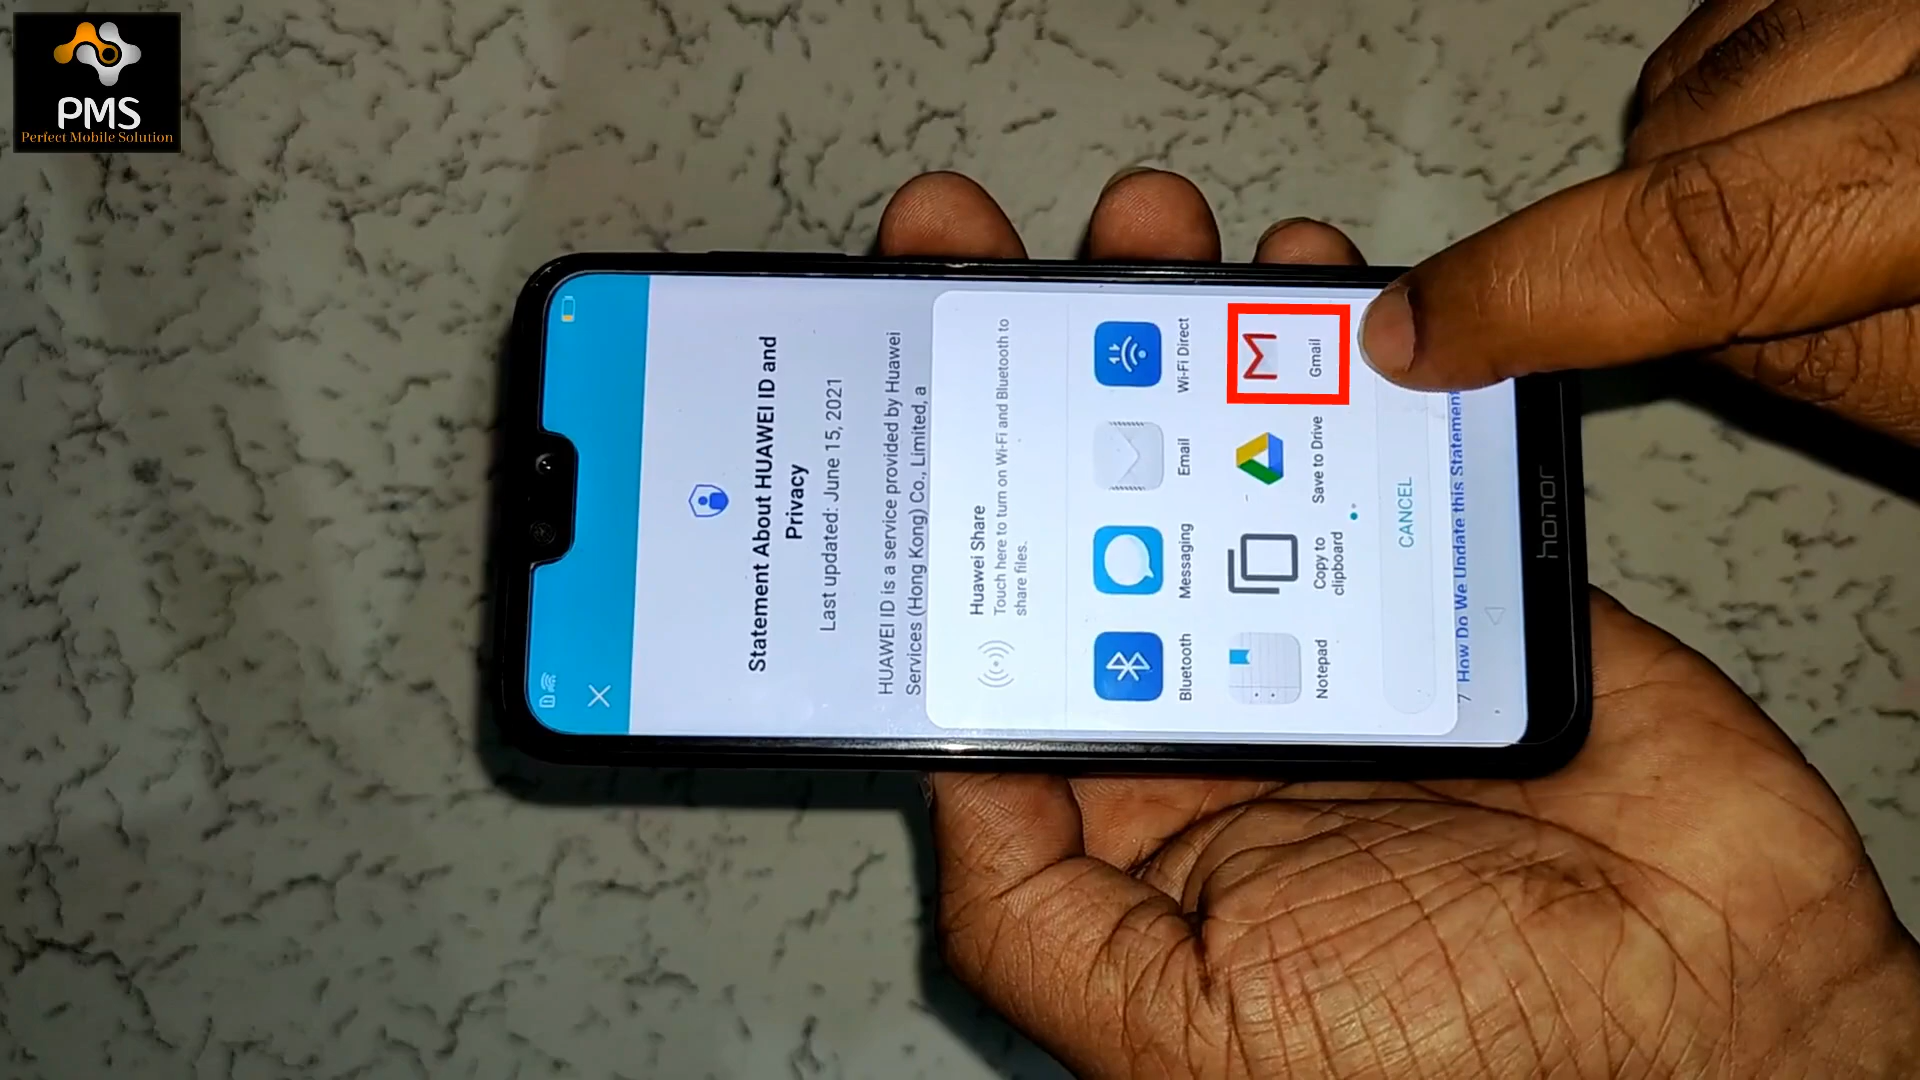 PMS
Perfect Mobile Solution
Statement About HUAWEI ID and
Privacy
Last updated: June 15, 2021
HUAWEI ID is a service provided by Huawei
Services (Hong Kong) Co., Limited, a
Huawei Share
Touch here to turn on Wi-Fi and Bluetooth to
share files.
Bluetooth
Messaging
Email
Wi-Fi Direct
Notepad
Copy to
clipboard
Save to Drive
Gmail
CANCEL
7 How Do We Update this Statement
honor